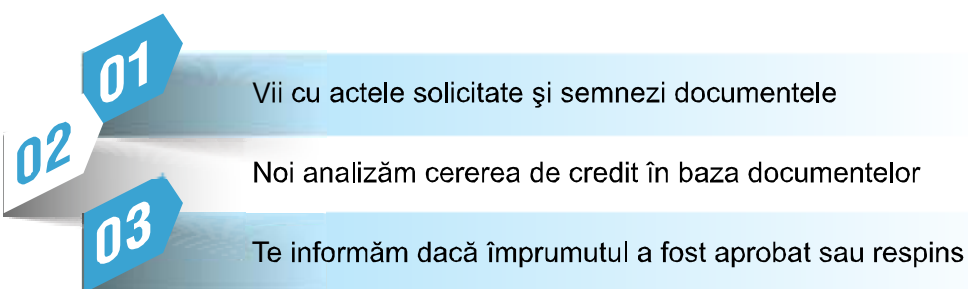 01
Vii cu actele solicitate şi semnezi documentele
02
Noi analizăm cererea de credit în baza documentelor
03
Te informăm dacă împrumutul a fost aprobat sau respins